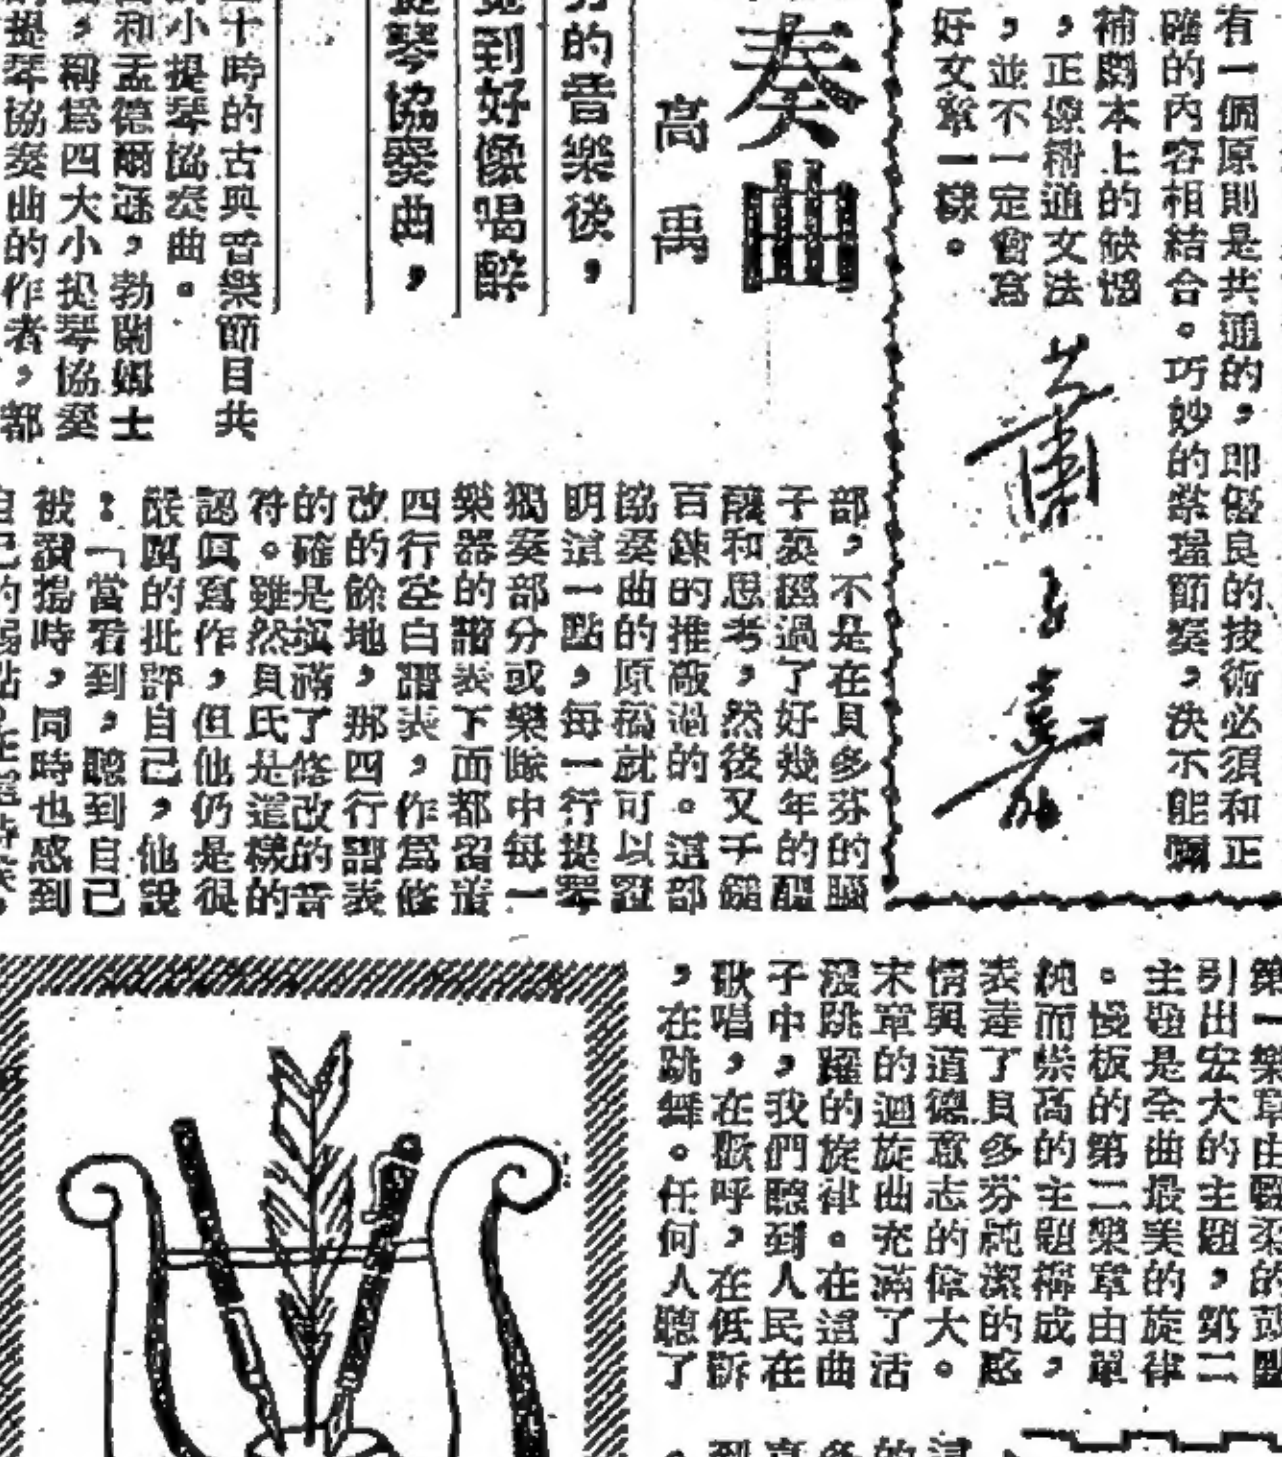 有一個原則是共通的，即優良的技術必須和正
確的內容相結合。巧妙的
節奏，決不能彌
補劇本上的缺憾
，正像精通文法
，並不一定會寫
好文章一樣。
奏曲
高禹
的音樂後，
到好像喝醉
琴協奏曲，
十時的古典音樂節目共
小提琴協奏曲。
和孟德爾遜，勃蘭姆士
，稱爲四大小提琴協奏
提琴協奏曲的作者，都
部，不是在貝多芬的腦
子裏經過了好幾年的醞
釀和思考，然後又千錘
百鍊的推敲過的。這部
協奏曲的原稿就可以證
明這一點，每一行提琴
獨奏部分或樂隊中每一
樂器的譜表下面都留着
四行空白譜表，作爲修
改的餘地，那四行譜表
的確是填滿了修改的音
符。雖然貝氏是這樣的
認眞寫作，但他仍是很
嚴厲的批評自己，他說
：「當看到，聽到自己
被讚揚時，同時也感到
自己的弱點
第一樂章由
引出宏大的主題，第二
主題是全曲最美的旋律
。慢板的第二樂章由單
純而崇高的主題構成，
表達了貝多芬純潔的感
情與道德意志的偉大。
末章的迴旋曲充滿了活
潑跳躍的旋律。在這曲
子中，我們聽到人民在
歌唱，在歡呼，在低訴
，在跳舞。任何人聽了